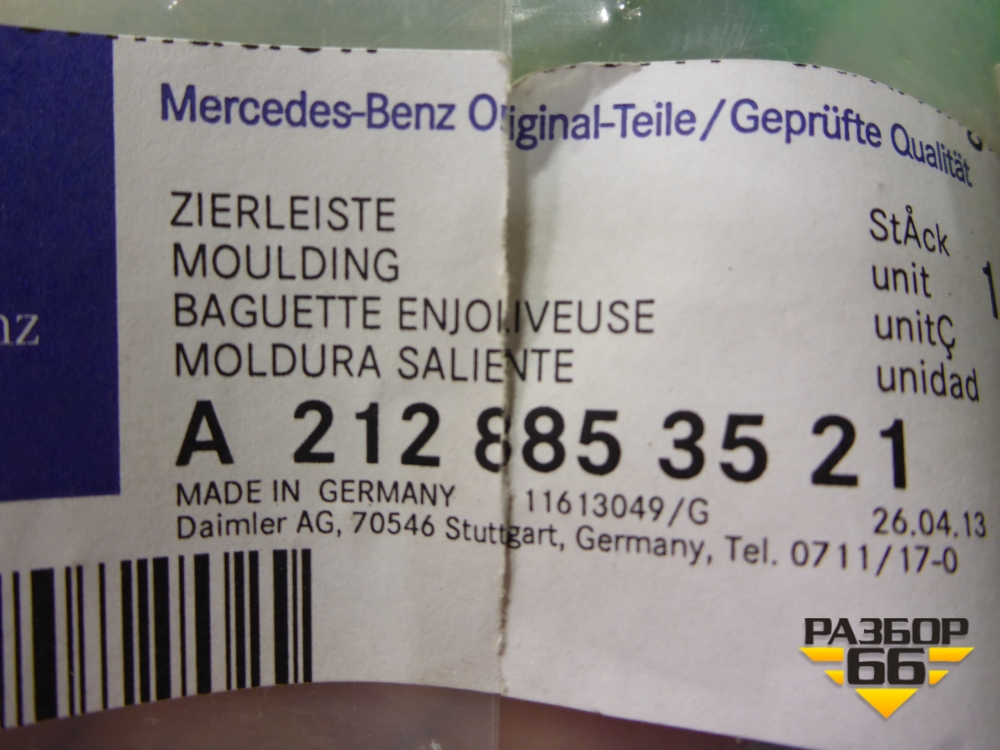 Mercedes-Benz Original-Teile/Geprüfte Qualität
ZIERLEISTE
MOULDING
BAGUETTE ENJOLIVEUSE
MOLDURA SALIENTE
StÅck
unit
unitÇ
unidad
1
A 212 885 35 21
MADE IN GERMANY 11613049/G 26.04.13
Daimler AG, 70546 Stuttgart, Germany, Tel. 0711/17-0
nz
РАЗБОР
66